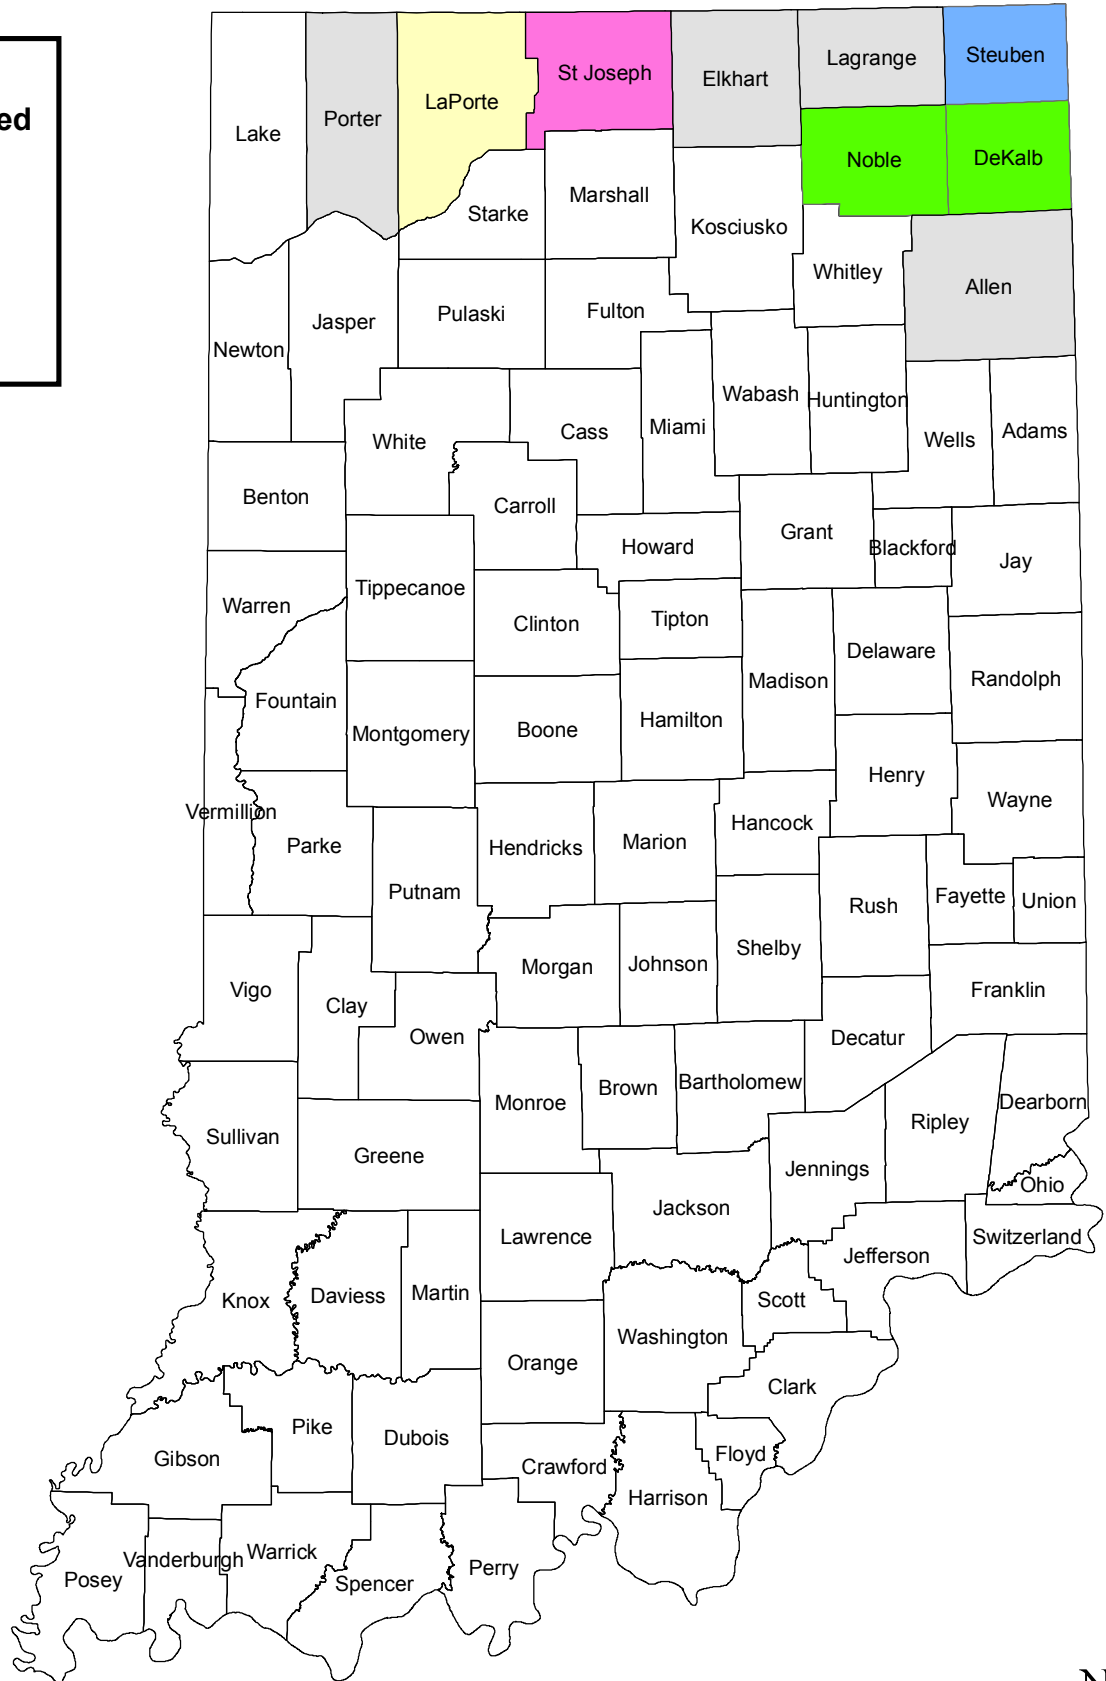 Steuben
Lagrange
St Joseph
Elkhart
LaPorte
ed
Porter
Lake
Noble
DeKalb
Marshall
Starke
Kosciusko
Whitley
Allen
Pulaski
Fulton
Jasper
Newton
Wabash
Huntington
Miami
Cass
White
Wells
Adams
Benton
Carroll
Grant
Howard
Blackford
Jay
Tippecanoe
Warren
Clinton
Tipton
Delaware
Madison
Randolph
Fountain
Hamilton
Boone
Montgomery
Henry
Wayne
Vermillion
Hancock
Parke
Hendricks
Marion
Putnam
Rush
Fayette
Union
Shelby
Morgan
Johnson
Vigo
Clay
Franklin
Owen
Decatur
Brown
Bartholomew
Monroe
Dearborn
Ripley
Sullivan
Greene
Jennings
Ohio
Jackson
Lawrence
Switzerland
Jefferson
Knox
Daviess
Martin
Scott
Washington
Orange
Clark
Pike
Dubois
Gibson
Floyd
Crawford
Harrison
Vanderburgh
Warrick
Posey
Spencer
Perry
N